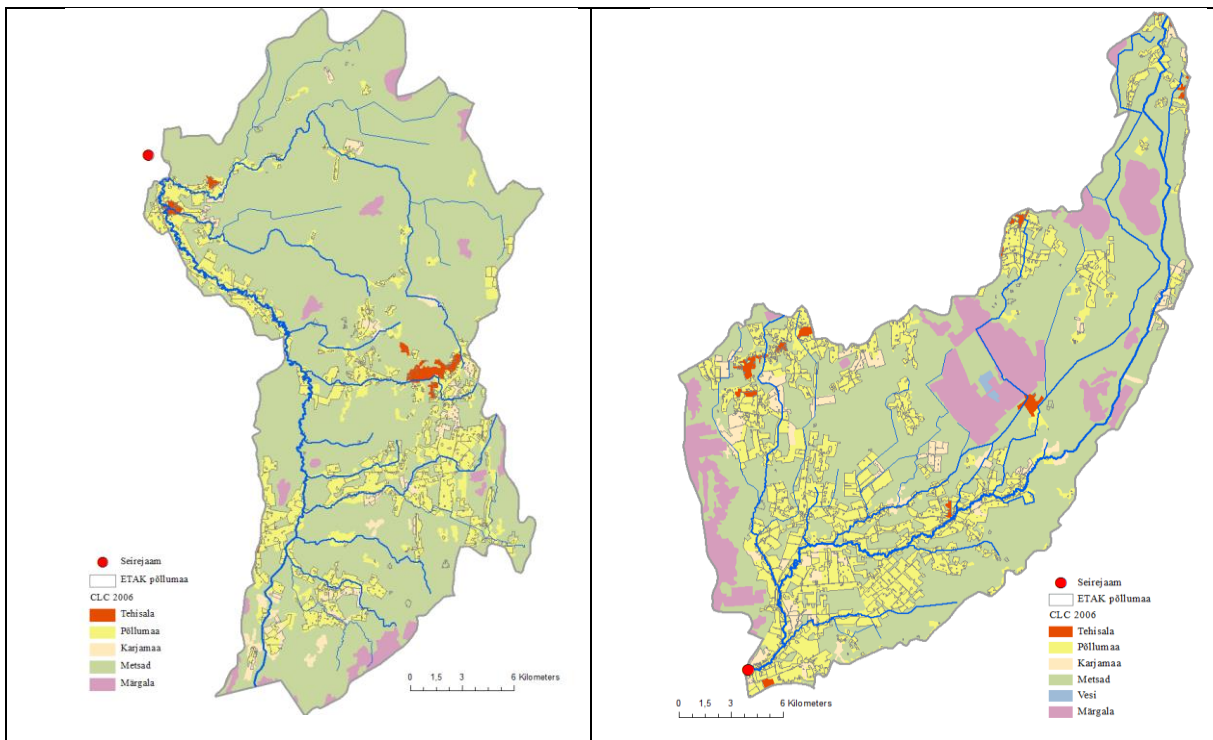 Seirejaam
ETAK põllumaa
CLC 2006
Tehisala
Põllumaa
Karjamaa
Metsad
Märgala
0 1,5 3 6 Kilometers
Seirejaam
ETAK põllumaa
CLC 2006
Tehisala
Põllumaa
Karjamaa
Metsad
Vesi
Märgala
0 1,5 3 6 Kilometers